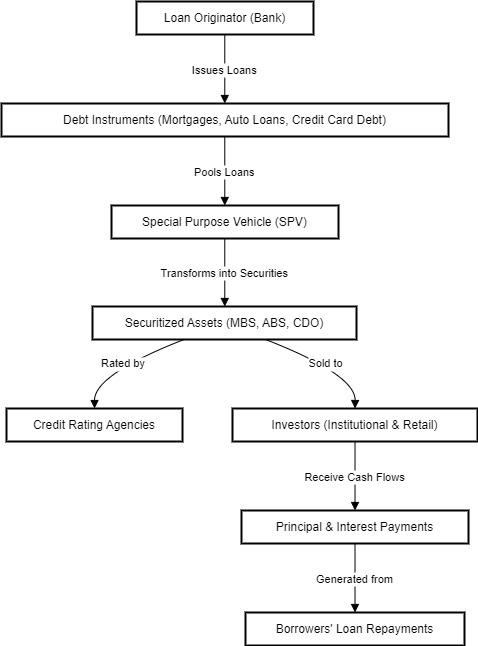 Loan Originator (Bank)
Issues Loans
Debt Instruments (Mortgages, Auto Loans, Credit Card Debt)
Pools Loans
Special Purpose Vehicle (SPV)
Transforms into Securities
Securitized Assets (MBS, ABS, CDO)
Rated by
Sold to
Credit Rating Agencies
Investors (Institutional & Retail)
Receive Cash Flows
Principal & Interest Payments
Generated from
Borrowers' Loan Repayments